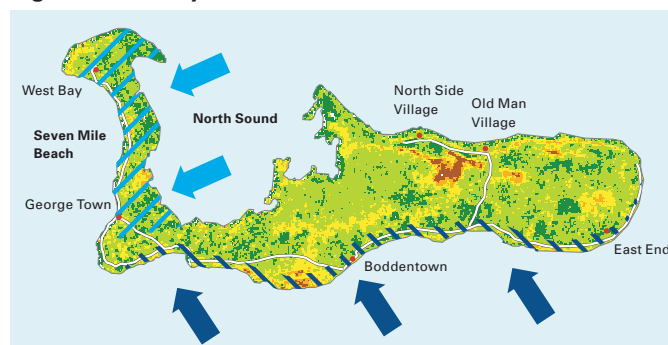 West Bay
Seven Mile
Beach
North Sound
North Side
Village
Old Man
Village
George Town
Boddentown
East End